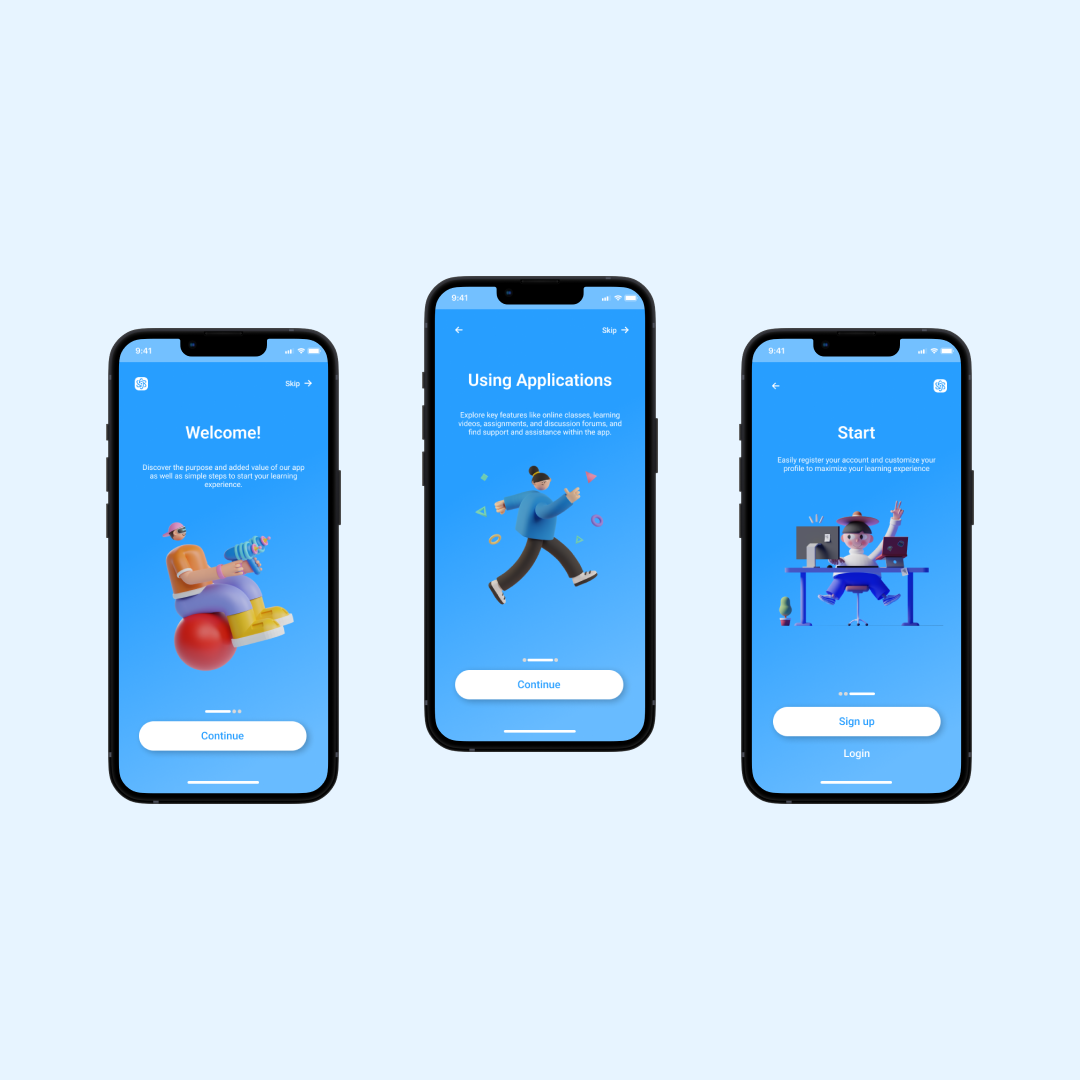 9:41
Skip
Welcome!
Discover the purpose and added value of our app
as well as simple steps to start your learning
experience.
Continue
9:41
Skip
Using Applications
Explore key features like online classes, learning
videos, assignments, and discussion forums, and
find support and assistance within the app.
Continue
9:41
Start
Easily register your account and customize your
profile to maximize your learning experience
Sign up
Login